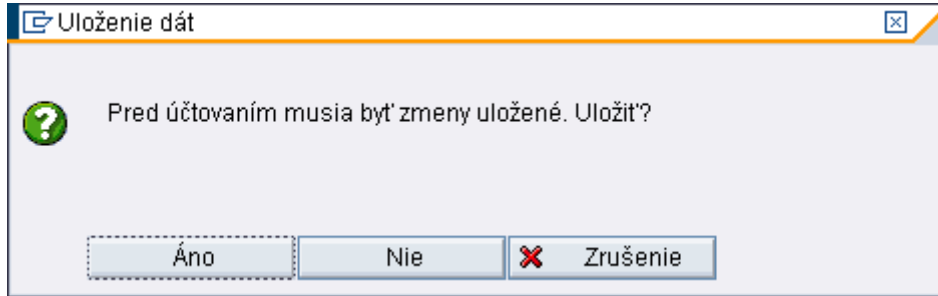 Uloženie dát
Pred účtovaním musia byť zmeny uložené. Uložiť?
Áno
Nie
Zrušenie